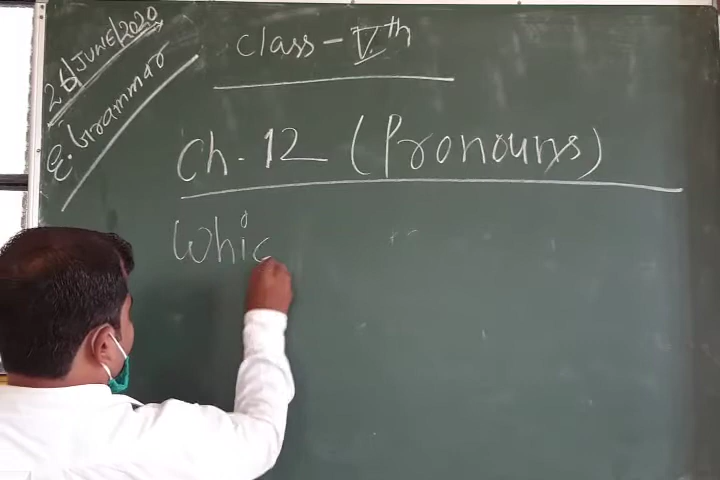 26/JUNE/2020
E. Grammar
Class - Vth
Ch. 12 (Pronouns)
Whic